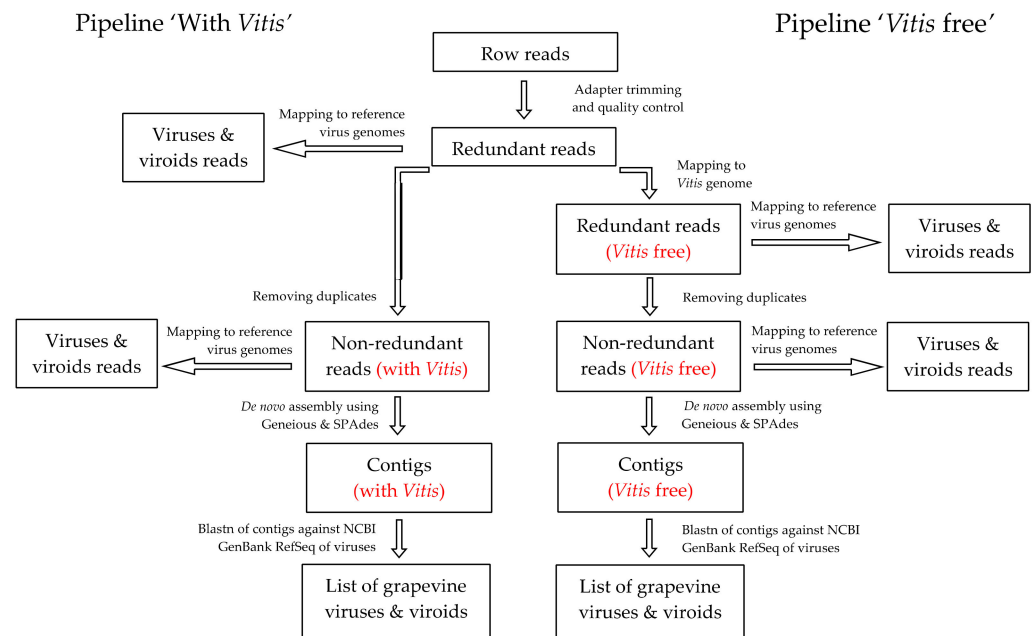 Pipeline ‘With Vitis’
Pipeline ‘Vitis free’
Row reads
Adapter trimming
and quality control
Mapping to reference
virus genomes
Viruses &
viroids reads
Redundant reads
Mapping to
Vitis genome
Redundant reads
(Vitis free)
Mapping to reference
virus genomes
Viruses &
viroids reads
Removing duplicates
Removing duplicates
Viruses &
viroids reads
Mapping to reference
virus genomes
Non-redundant
reads (with Vitis)
Non-redundant
reads (Vitis free)
Mapping to reference
virus genomes
Viruses &
viroids reads
De novo assembly using
Geneious & SPAdes
De novo assembly using
Geneious & SPAdes
Contigs
(with Vitis)
Contigs
(Vitis free)
Blastn of contigs against NCBI
GenBank RefSeq of viruses
Blastn of contigs against NCBI
GenBank RefSeq of viruses
List of grapevine
viruses & viroids
List of grapevine
viruses & viroids